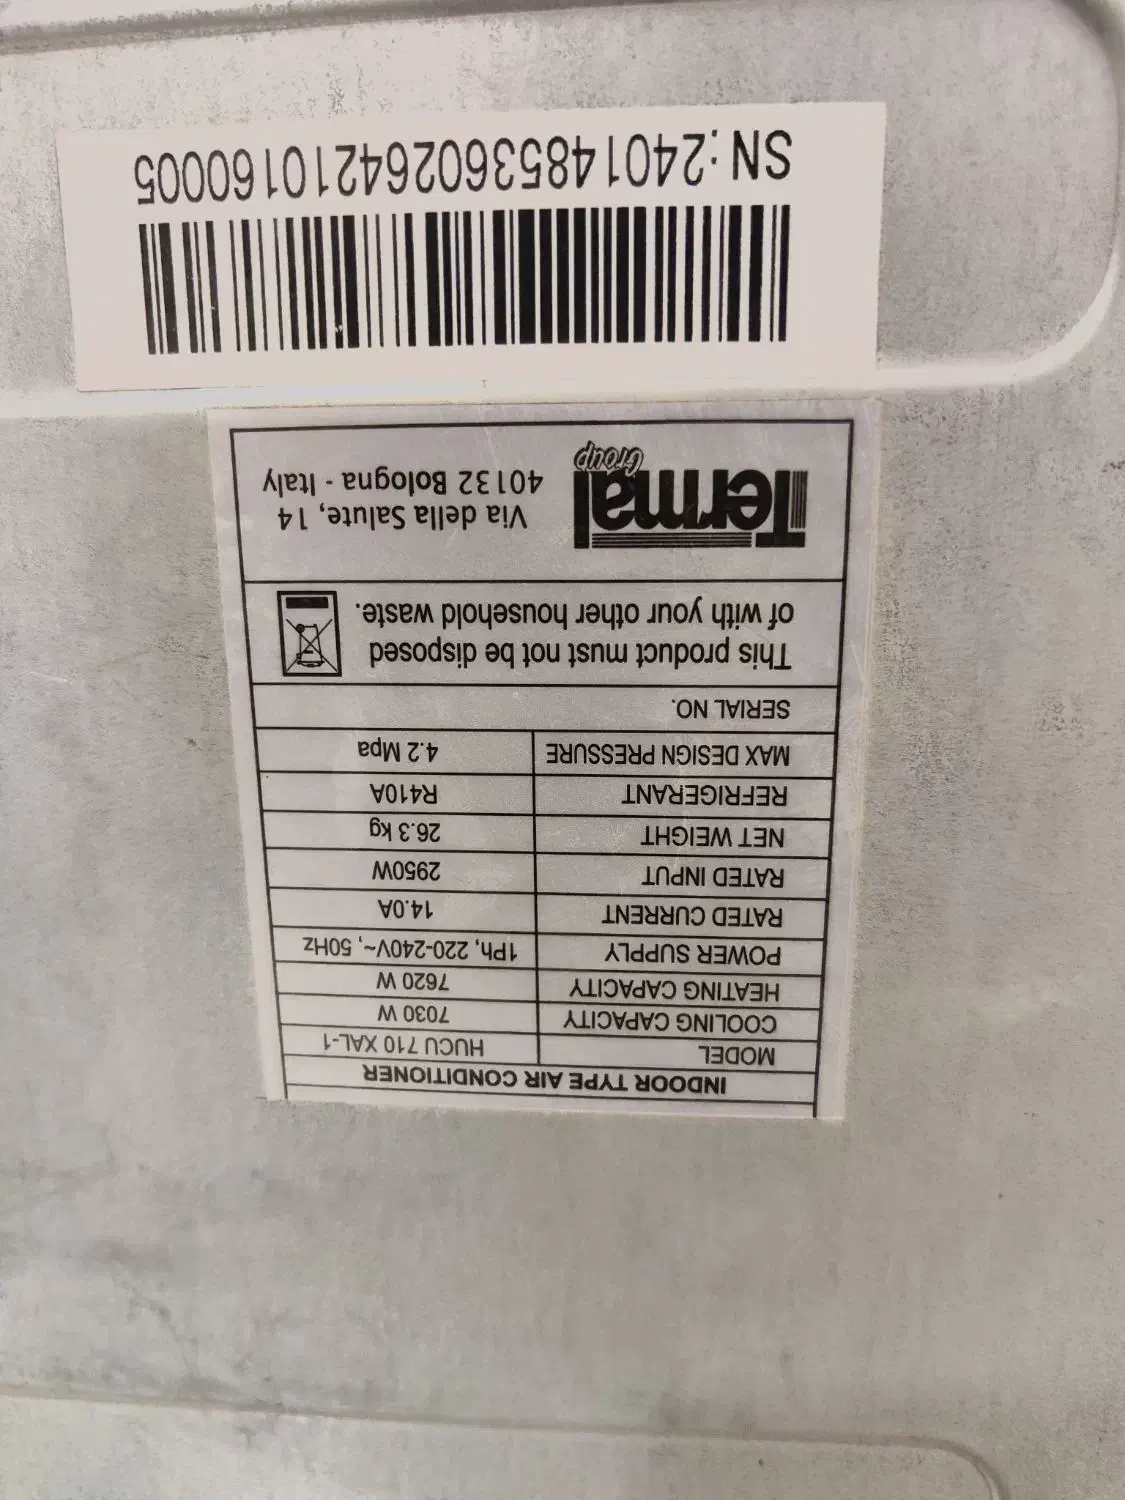 INDOOR TYPE AIR CONDITIONER
MODEL HUCU 710 XAL-1
COOLING CAPACITY 7030 W
HEATING CAPACITY 7620 W
POWER SUPPLY 1Ph, 220-240V~, 50Hz
RATED CURRENT 14.0A
RATED INPUT 2950W
NET WEIGHT 26.3 kg
REFRIGERANT R410A
MAX DESIGN PRESSURE 4.2 Mpa
SERIAL NO.
This product must not be disposed
of with your other household waste.
Termal Group
Via della Salute, 14
40132 Bologna - Italy
SN:2401485360264210160005